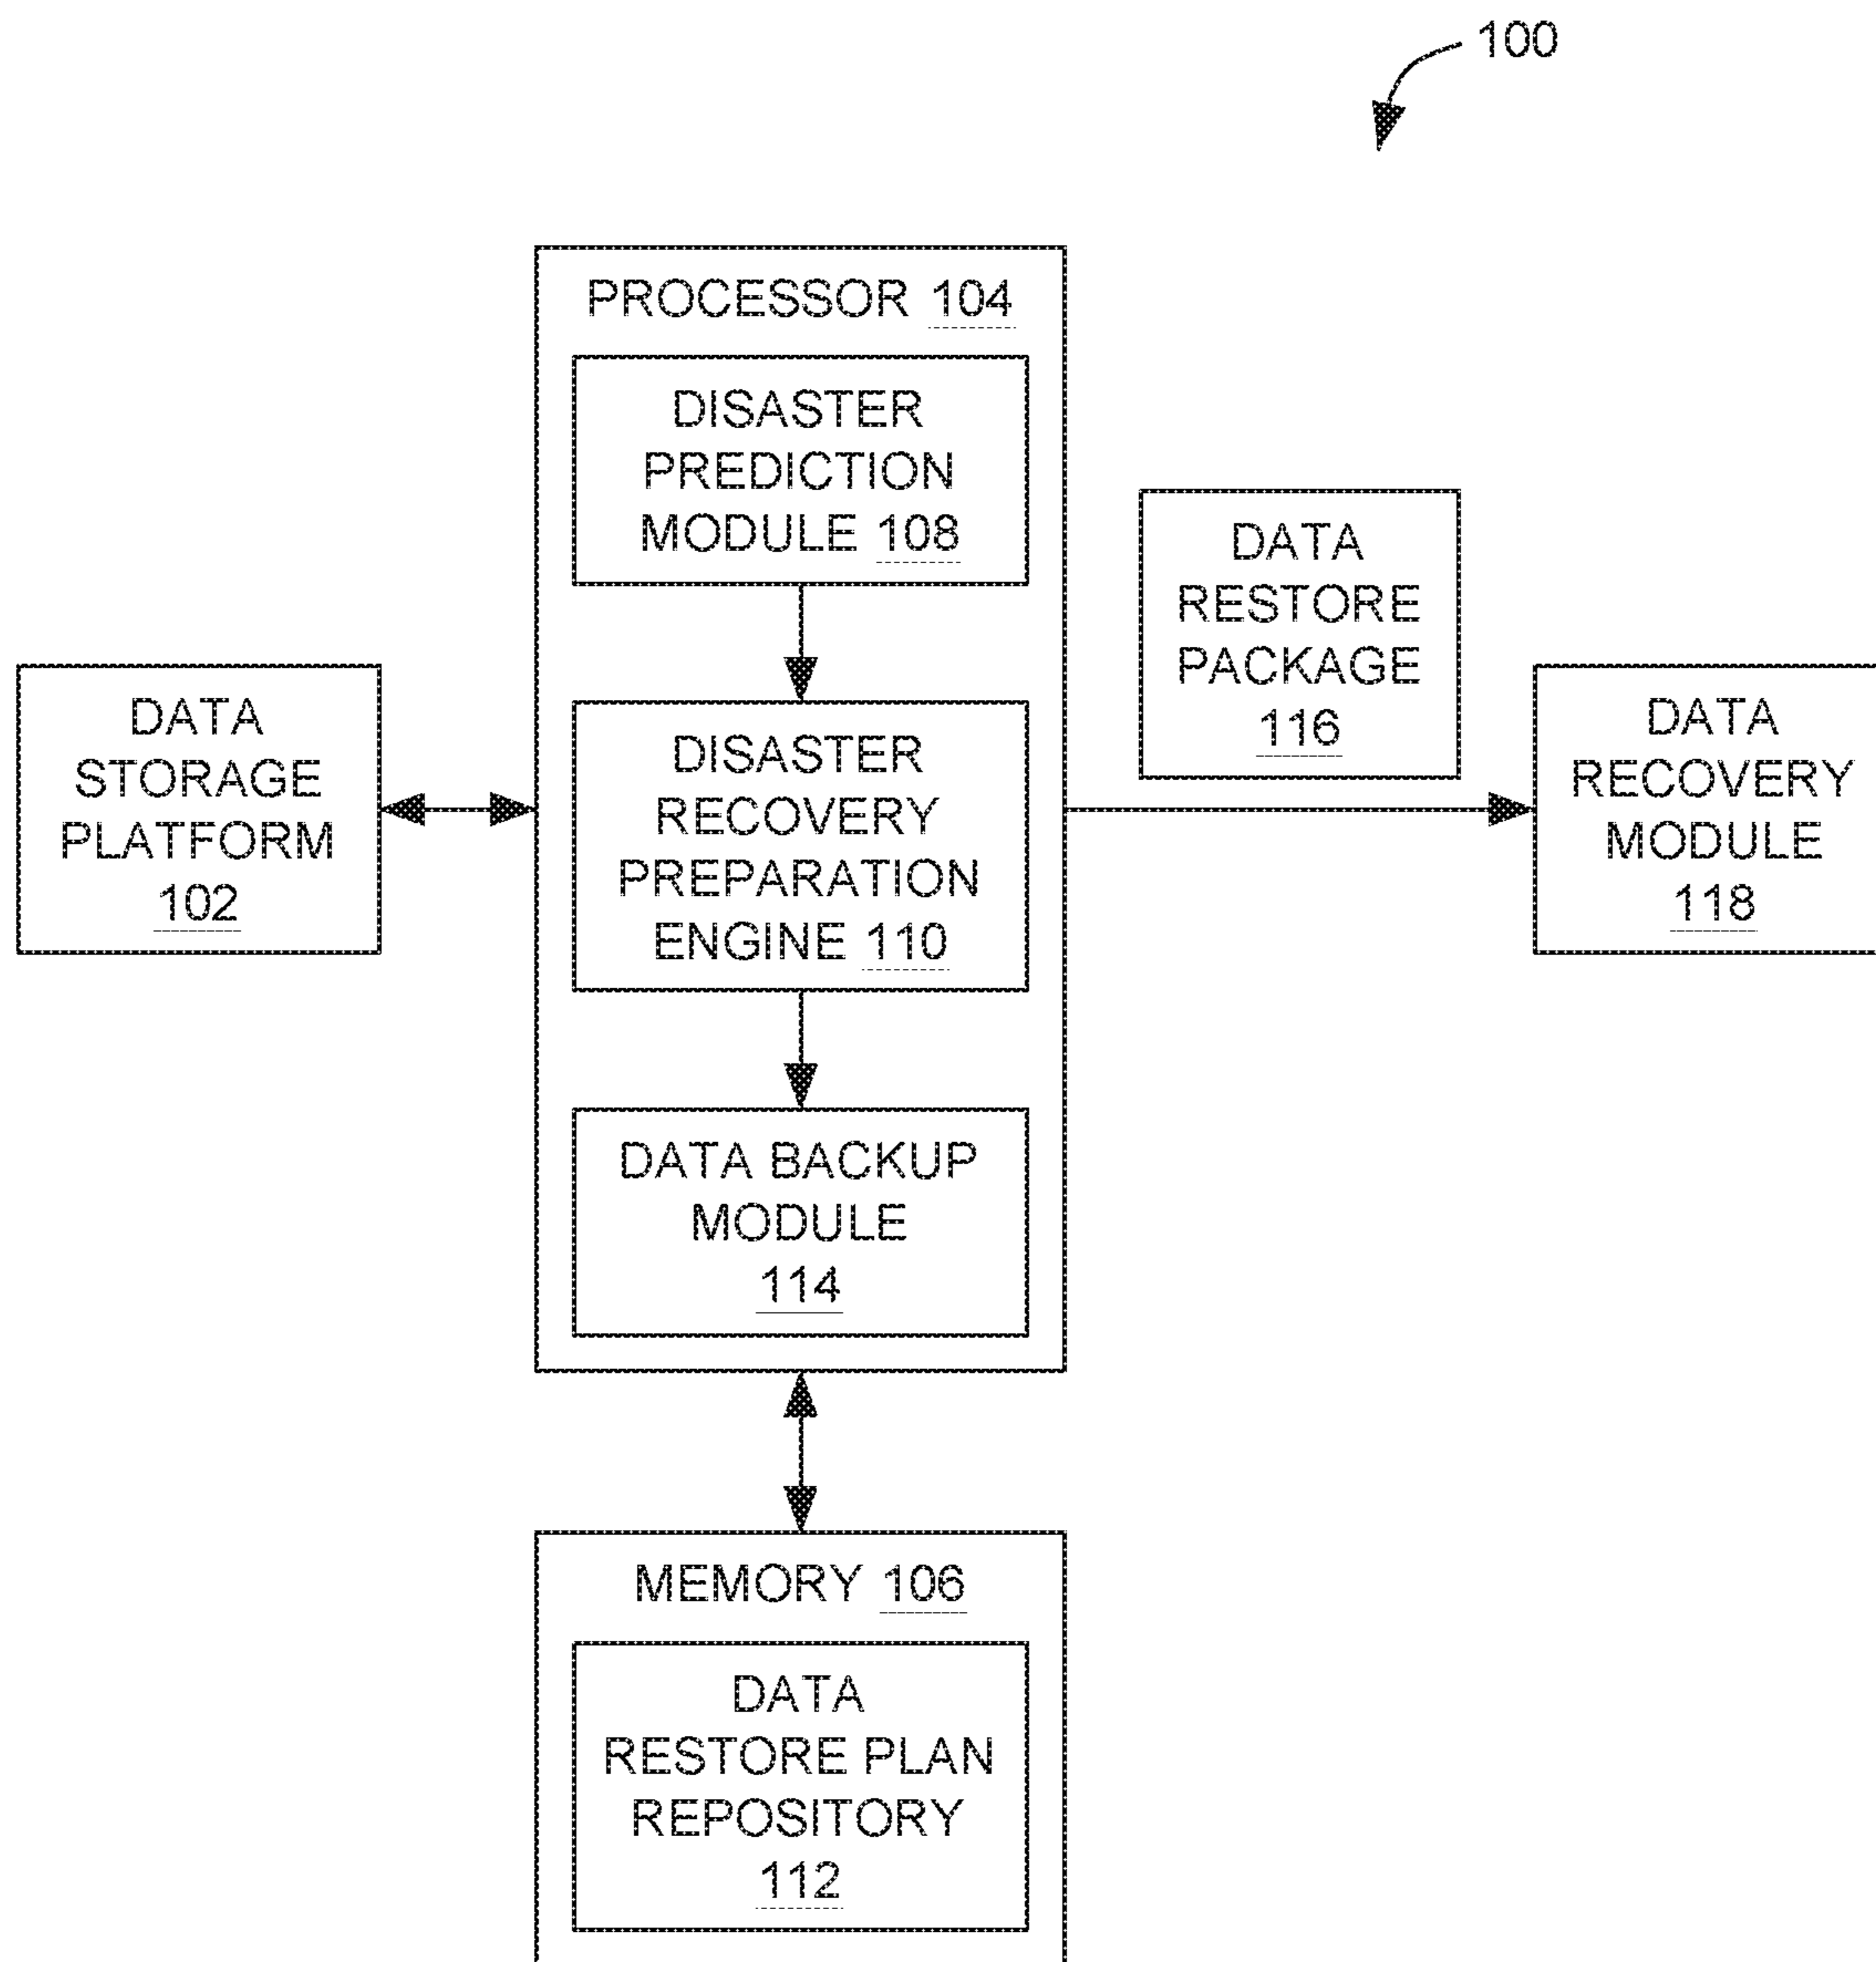 100
PROCESSOR 104
DISASTER
PREDICTION
MODULE 108
DATA
RESTORE
PACKAGE
116
DATA
STORAGE
PLATFORM
102
DISASTER
RECOVERY
PREPARATION
ENGINE 110
DATA
RECOVERY
MODULE
118
DATA BACKUP
MODULE
114
MEMORY 106
DATA
RESTORE PLAN
REPOSITORY
112